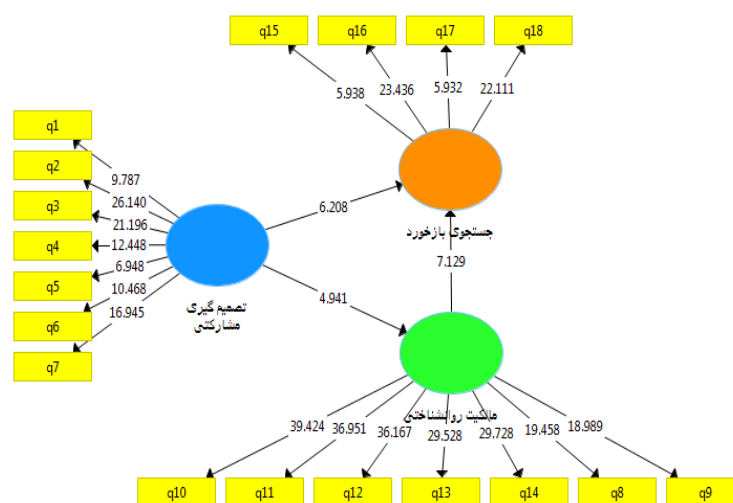 q15
q16
q17
q18
5.938
23.436
5.932
22.111
q1
q2
q3
q4
q5
q6
q7
9.787
26.140
21.196
12.448
6.948
10.468
16.945
تصمیم گیری
مشارکتی
6.208
جستجوی بازخورد
7.129
4.941
مالکیت روانشناختی
39.424
36.951
36.167
29.528
29.728
19.458
18.989
q10
q11
q12
q13
q14
q8
q9